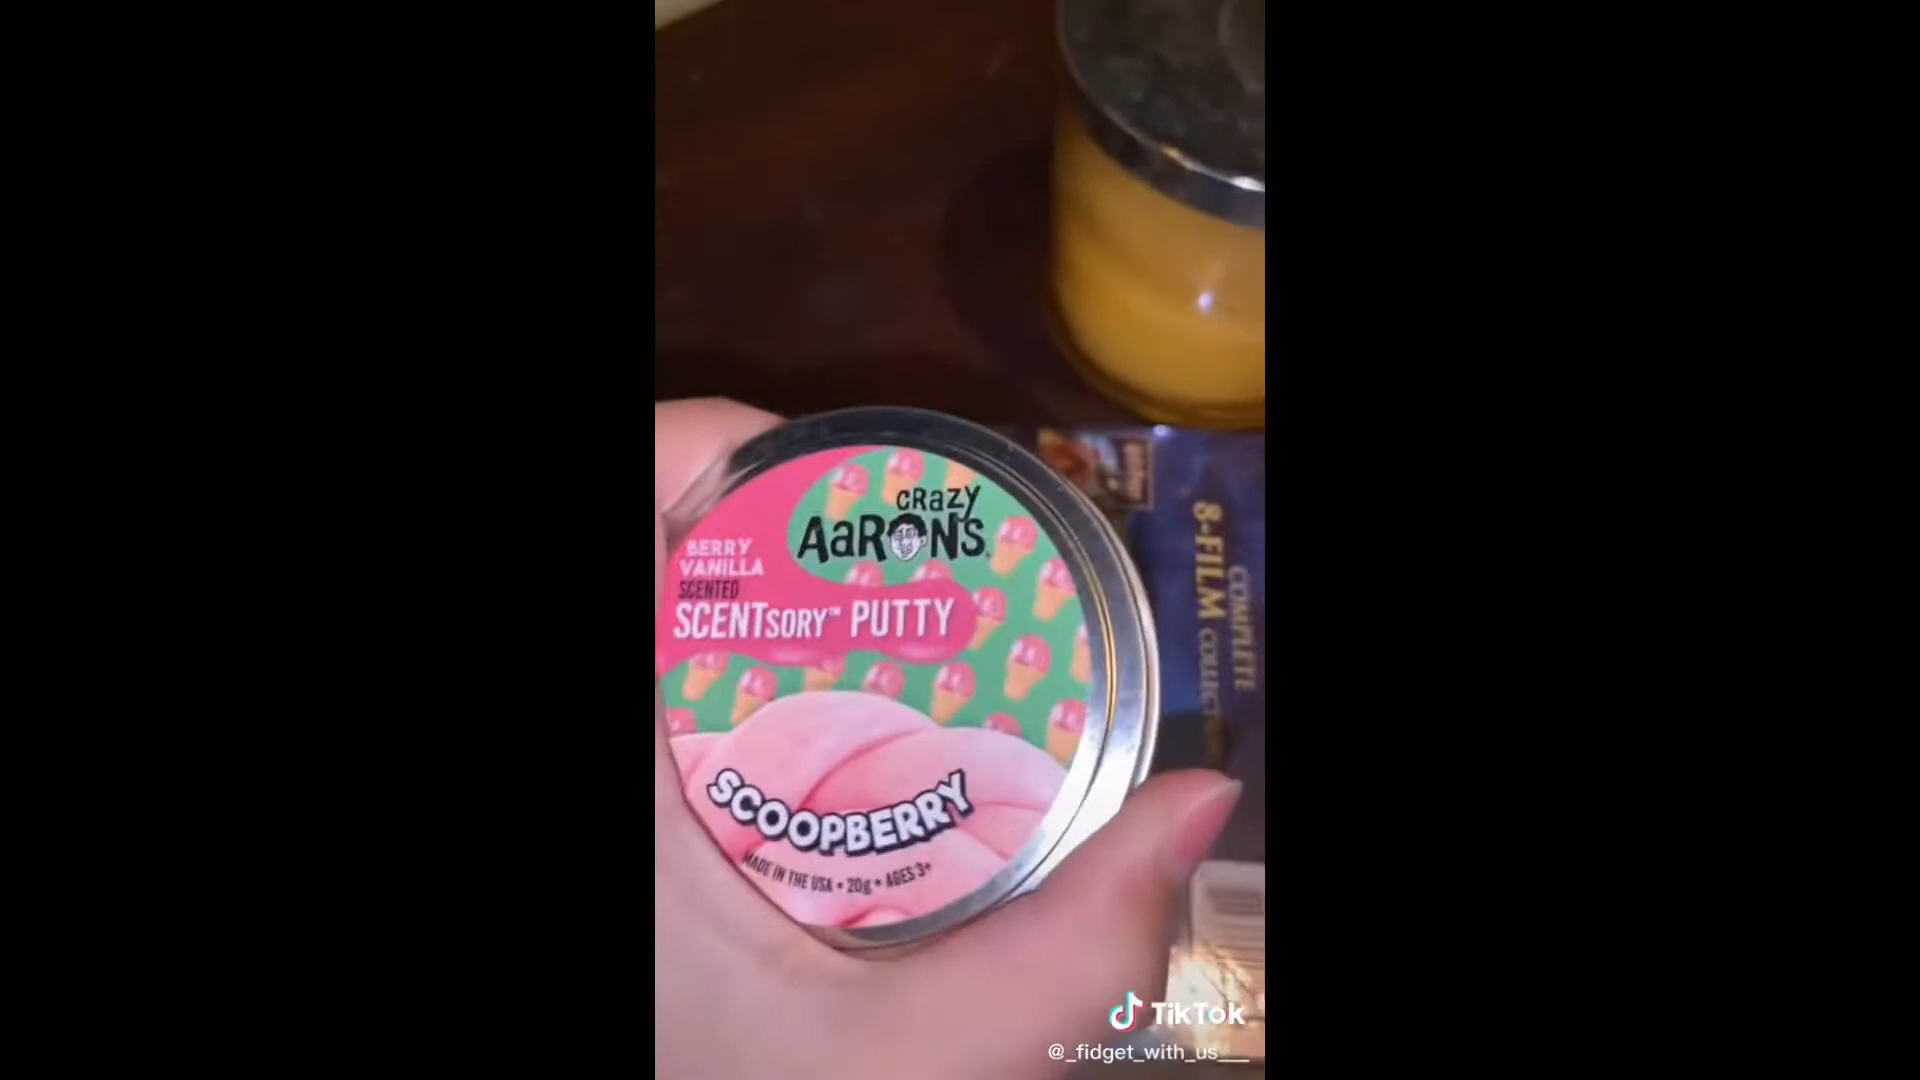 CRAZY
AARON'S
BERRY
VANILLA
SCENTED
SCENTSORY™ PUTTY
SCOOPBERRY
MADE IN THE USA • 20g • AGES 3+
COMPLETE
8-FILM
TikTok
@_fidget_with_us___